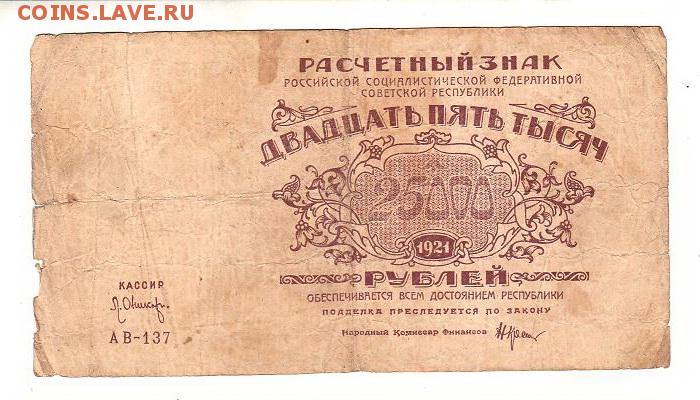 COINS.LAVE.RU
РАСЧЕТНЫЙ ЗНАК
РОССИЙСКОЙ СОЦИАЛИСТИЧЕСКОЙ ФЕДЕРАТИВНОЙ
СОВЕТСКОЙ РЕСПУБЛИКИ
ДВАДЦАТЬ ПЯТЬ ТЫСЯЧ
25000
1921
РУБЛЕЙ
ОБЕСПЕЧИВАЕТСЯ ВСЕМ ДОСТОЯНИЕМ РЕСПУБЛИКИ
ПОДДЕЛКА ПРЕСЛЕДУЕТСЯ ПО ЗАКОНУ
Народный Комиссар Финансов
КАССИР
АВ-137